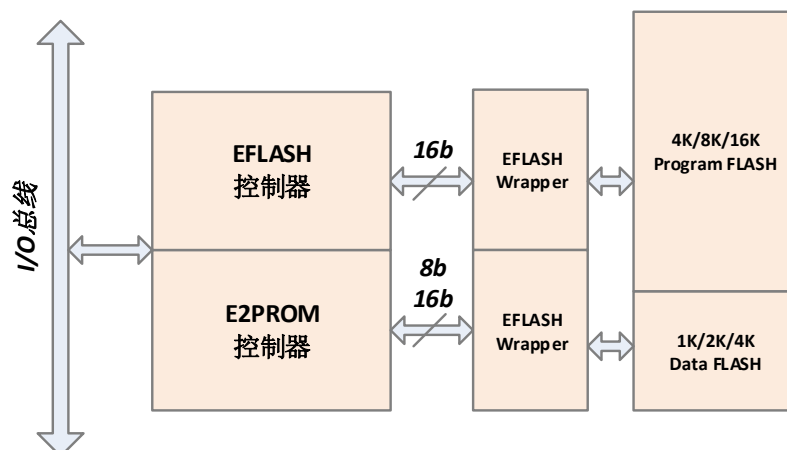 I/O总线
EFLASH
控制器
16b
EFLASH
Wrapper
4K/8K/16K
Program FLASH
E2PROM
控制器
8b
16b
EFLASH
Wrapper
1K/2K/4K
Data FLASH